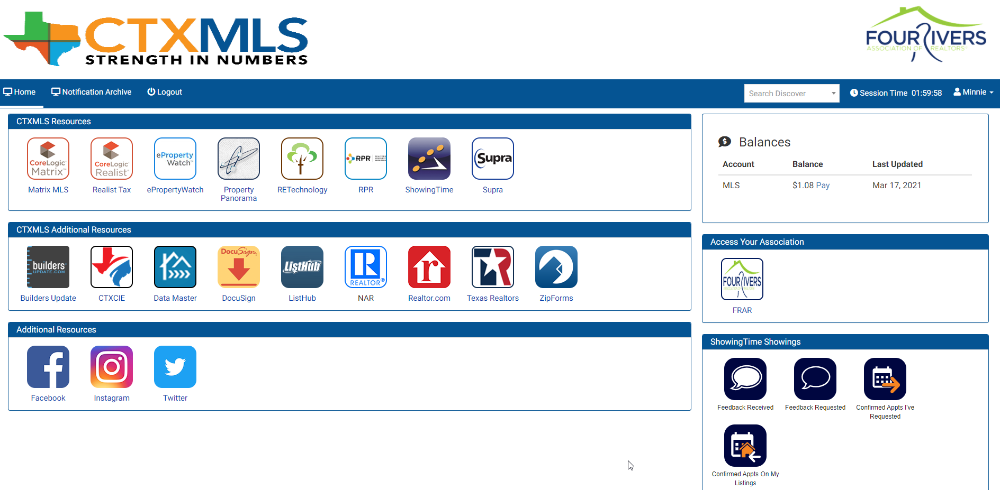 CTXMLS
STRENGTH IN NUMBERS
FOUR RIVERS
ASSOCIATION OF REALTORS
Home
Notification Archive
Logout
Search Discover
Session Time 01:59:58
Minnie
CTXMLS Resources
CoreLogic
Matrix™
Matrix MLS
CoreLogic
Realist
Realist Tax
eProperty
Watch™
ePropertyWatch
Property
Panorama
RETechnology
RPR
RPR
ShowingTime
Supra
Supra
CTXMLS Additional Resources
builders
UPDATE.COM
Builders Update
CTXCIE
Data Master
DocuSign
DocuSign
ListHub
ListHub
R
REALTOR®
NAR
r
Realtor.com
R
Texas Realtors
ZipForms
Additional Resources
Facebook
Instagram
Twitter
Balances
Account Balance Last Updated
MLS $1.08 Pay Mar 17, 2021
Access Your Association
FOUR RIVERS
FRAR
ShowingTime Showings
Feedback Received
Feedback Requested
Confirmed Appts I've
Requested
Confirmed Appts On My
Listings